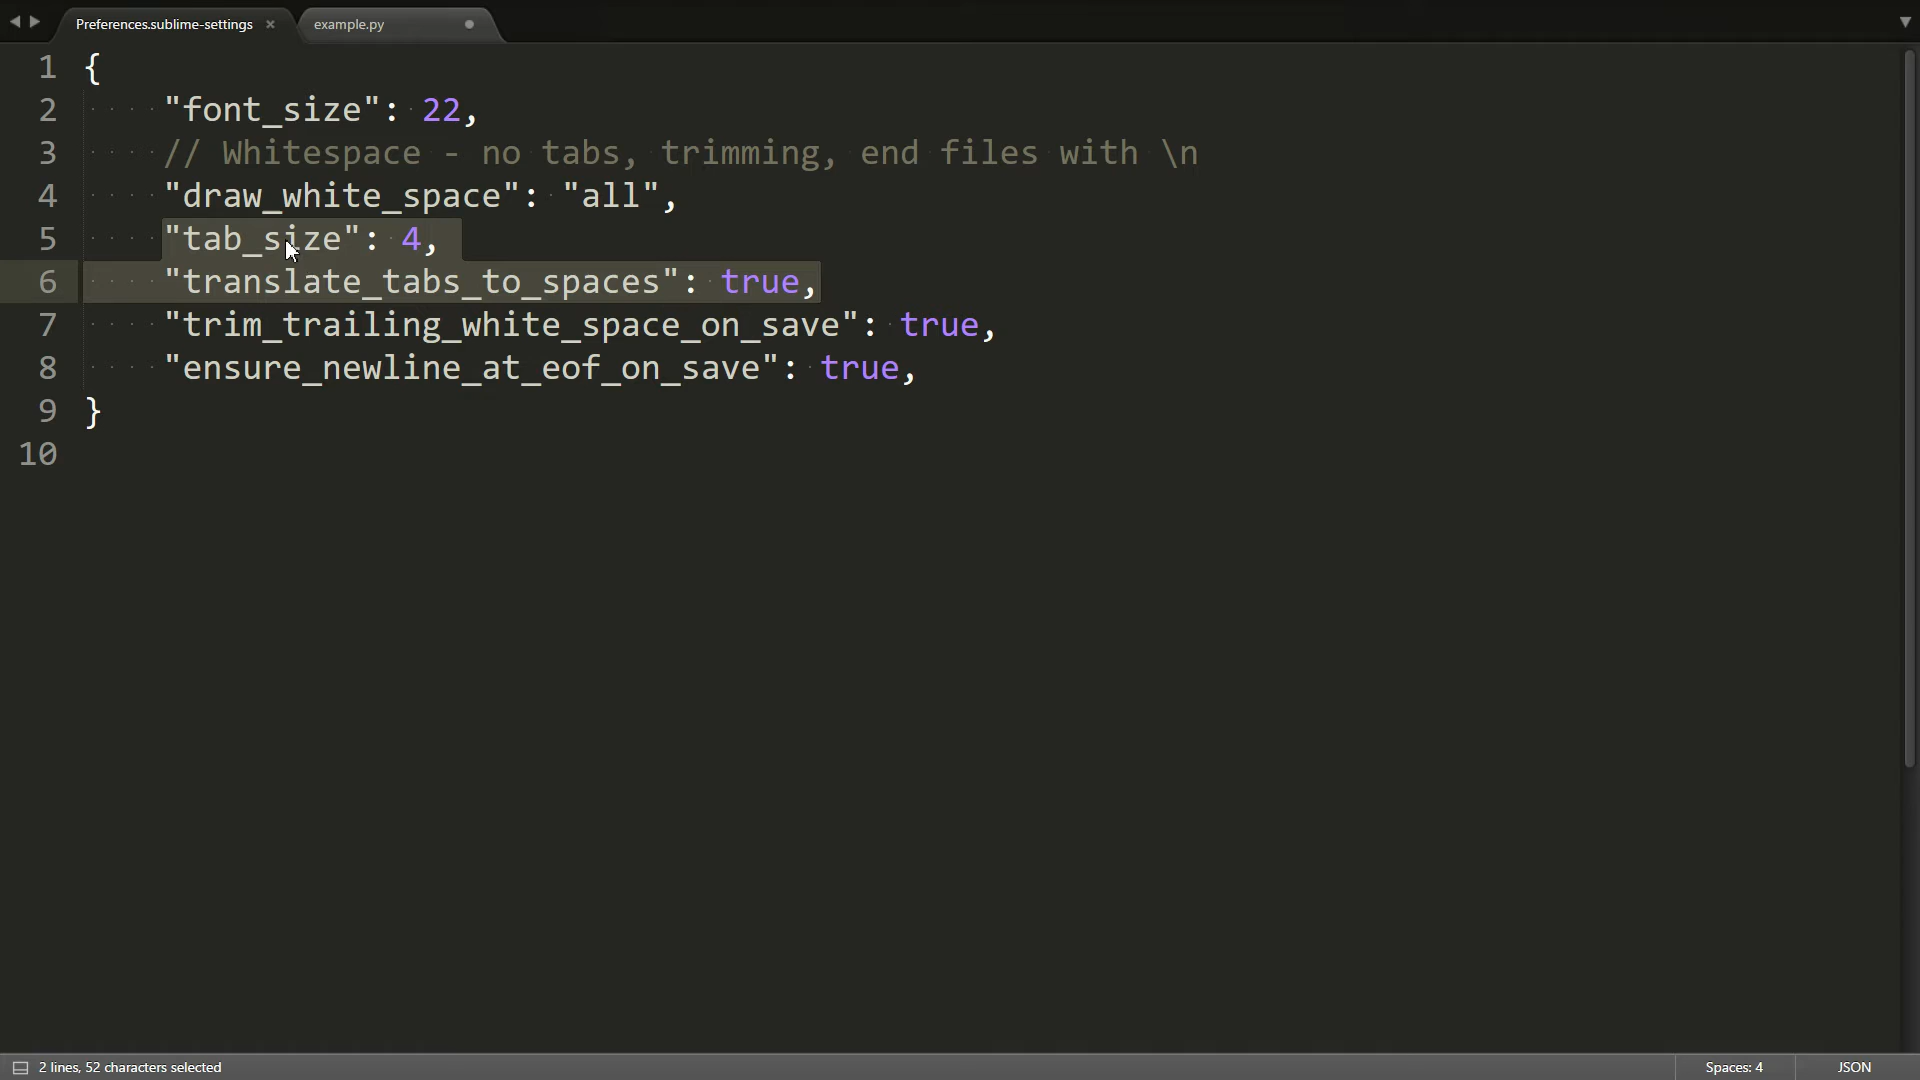 Preferences.sublime-settings × example.py
1 {
2 "font_size": 22,
3 // Whitespace - no tabs, trimming, end files with \n
4 "draw_white_space": "all",
5 "tab_size": 4,
6 "translate_tabs_to_spaces": true,
7 "trim_trailing_white_space_on_save": true,
8 "ensure_newline_at_eof_on_save": true,
9 }
10
2 lines, 52 characters selected Spaces: 4 JSON